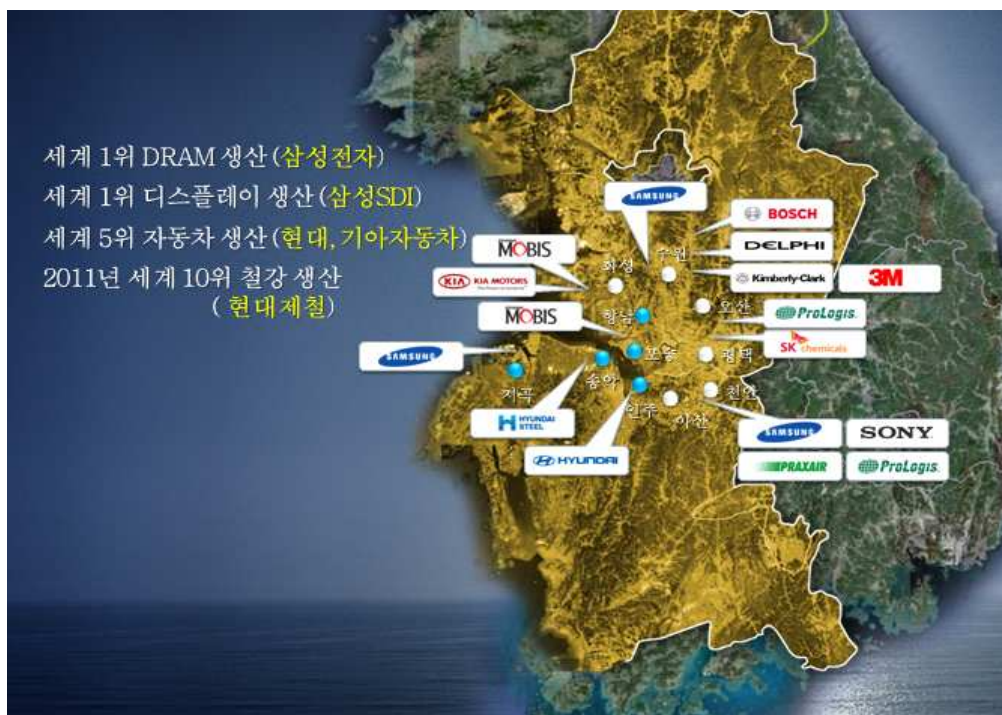 세계 1위 DRAM 생산 (삼성전자)
세계 1위 디스플레이 생산 (삼성SDI)
세계 5위 자동차 생산 (현대, 기아자동차)
2011년 세계 10위 철강 생산
( 현대제철)
SAMSUNG
BOSCH
MOBIS
수원
DELPHI
화성
KIA KIA MOTORS
Kimberly-Clark
3M
MOBIS
향남
오산
ProLogis.
SK chemicals
SAMSUNG
포승
평택
지곡
송악
인주
아산
천안
HYUNDAI
STEEL
SAMSUNG
SONY
HYUNDAI
PRAXAIR
ProLogis.